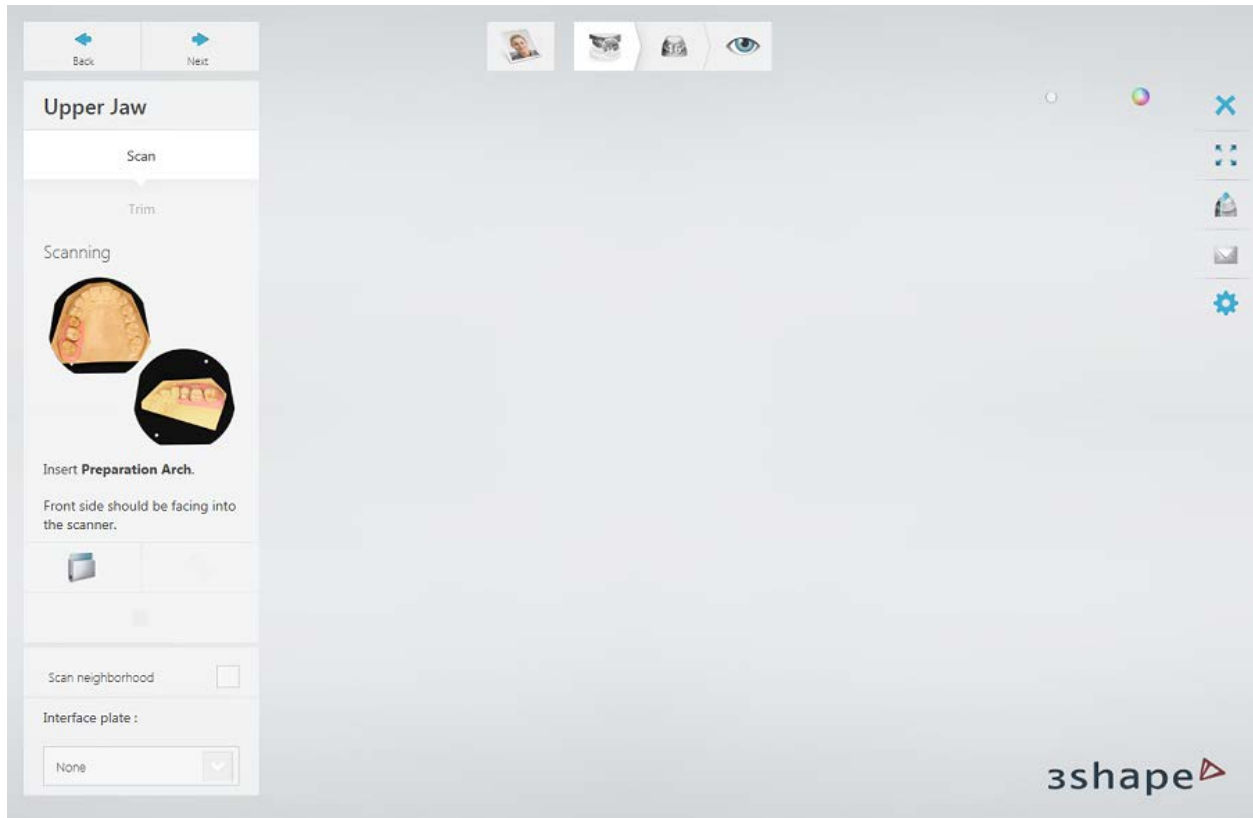 Back
Next
Upper Jaw
Scan
Trim
Scanning
Insert Preparation Arch.
Front side should be facing into
the scanner.
Scan neighborhood
Interface plate :
None
3shape